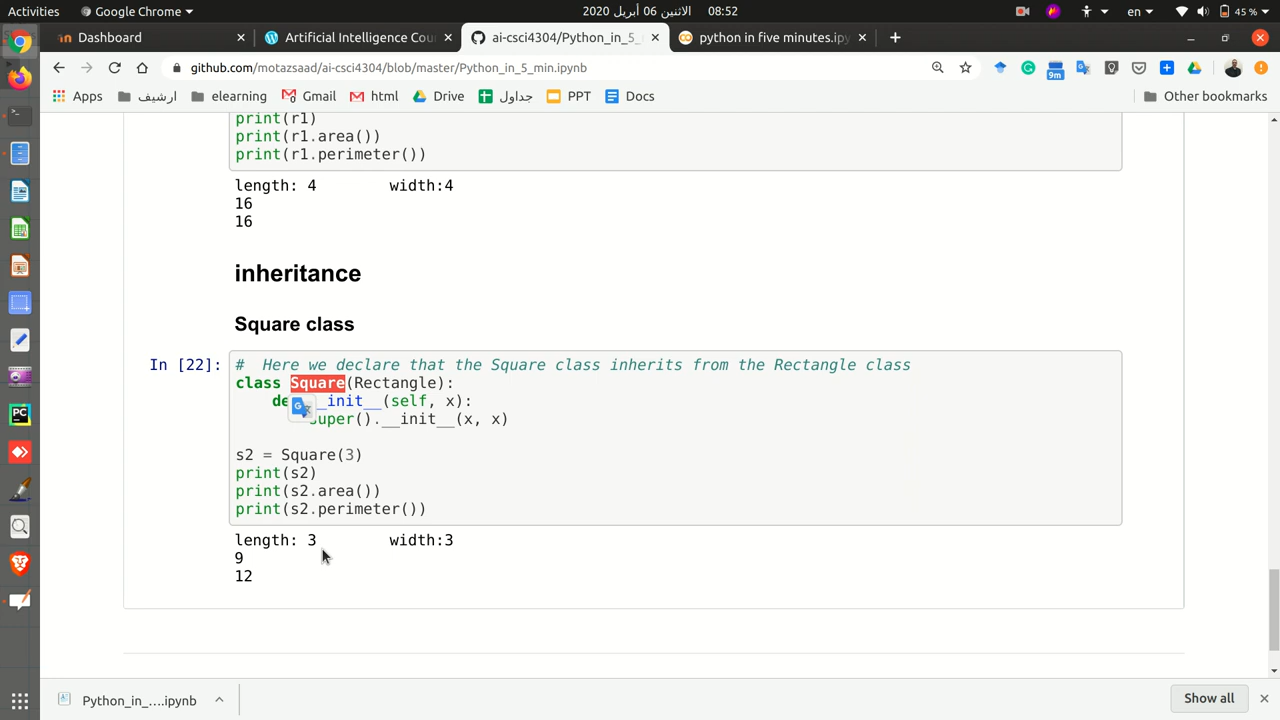 Activities Google Chrome الاثنين 06 أبريل 2020 08:52 en 45 %
Dashboard Artificial Intelligence Cou ai-csci4304/Python_in_5_ python in five minutes.ipy
github.com/motazsaad/ai-csci4304/blob/master/Python_in_5_min.ipynb 9m
Apps ارشيف elearning Gmail html Drive جداول PPT Docs Other bookmarks
print(r1)
print(r1.area())
print(r1.perimeter())
length: 4 width:4
16
16
inheritance
Square class
In [22]: # Here we declare that the Square class inherits from the Rectangle class
class Square(Rectangle):
de _init__(self, x):
super().__init__(x, x)
s2 = Square(3)
print(s2)
print(s2.area())
print(s2.perimeter())
length: 3 width:3
9
12
Python_in_....ipynb Show all